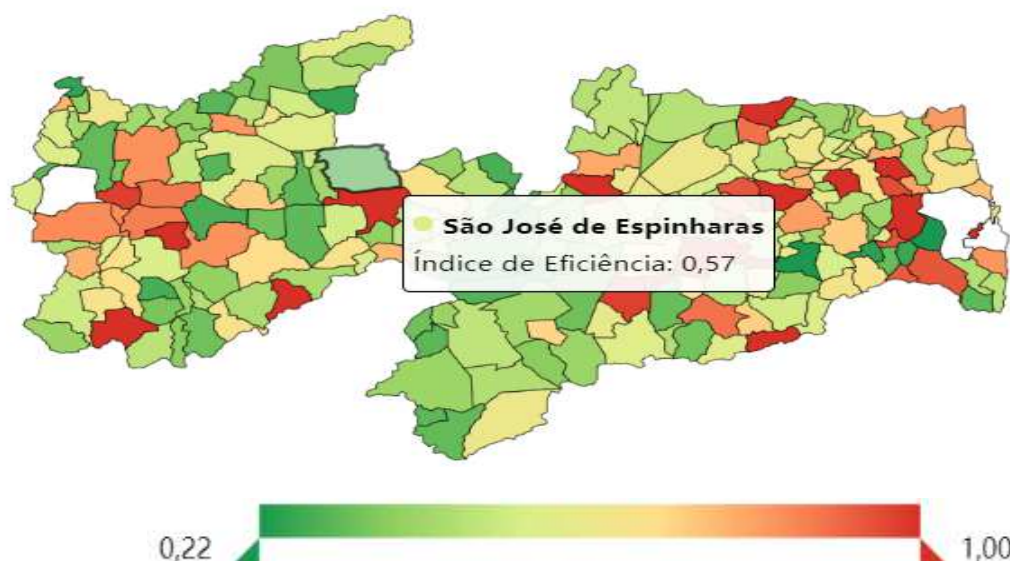 São José de Espinharas
Índice de Eficiência: 0,57
0,22
1,00